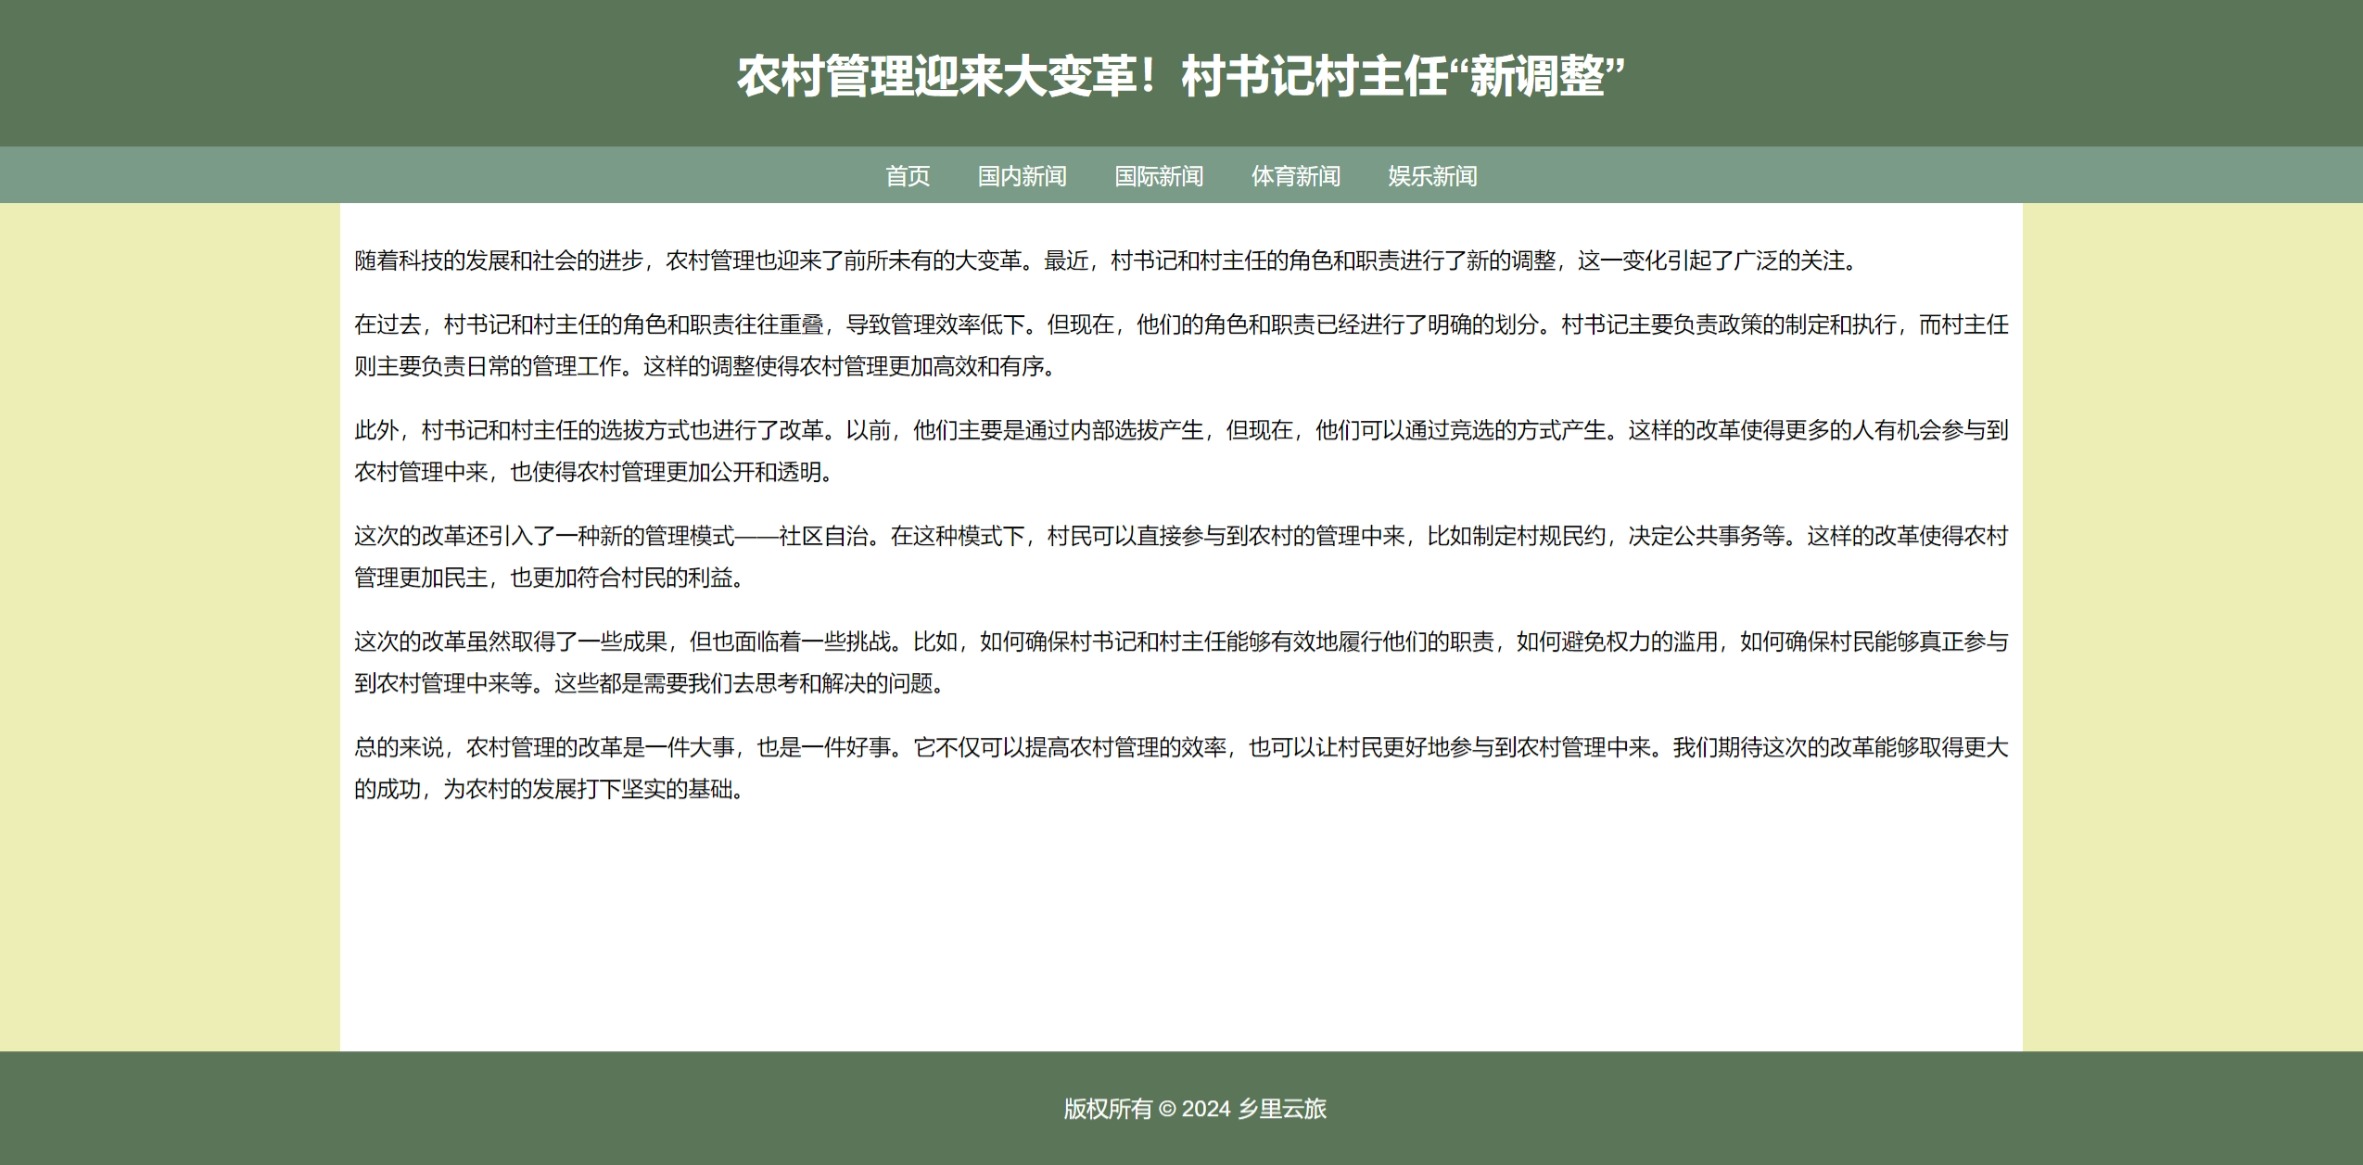 农村管理迎来大变革！村书记村主任“新调整”
首页 国内新闻 国际新闻 体育新闻 娱乐新闻
随着科技的发展和社会的进步，农村管理也迎来了前所未有的大变革。最近，村书记和村主任的角色和职责进行了新的调整，这一变化引起了广泛的关注。
在过去，村书记和村主任的角色和职责往往重叠，导致管理效率低下。但现在，他们的角色和职责已经进行了明确的划分。村书记主要负责政策的制定和执行，而村主任
则主要负责日常的管理工作。这样的调整使得农村管理更加高效和有序。
此外，村书记和村主任的选拔方式也进行了改革。以前，他们主要是通过内部选拔产生，但现在，他们可以通过竞选的方式产生。这样的改革使得更多的人有机会参与到
农村管理中来，也使得农村管理更加公开和透明。
这次的改革还引入了一种新的管理模式——社区自治。在这种模式下，村民可以直接参与到农村的管理中来，比如制定村规民约，决定公共事务等。这样的改革使得农村
管理更加民主，也更加符合村民的利益。
这次的改革虽然取得了一些成果，但也面临着一些挑战。比如，如何确保村书记和村主任能够有效地履行他们的职责，如何避免权力的滥用，如何确保村民能够真正参与
到农村管理中来等。这些都是需要我们去思考和解决的问题。
总的来说，农村管理的改革是一件大事，也是一件好事。它不仅可以提高农村管理的效率，也可以让村民更好地参与到农村管理中来。我们期待这次的改革能够取得更大
的成功，为农村的发展打下坚实的基础。
版权所有 © 2024 乡里云旅